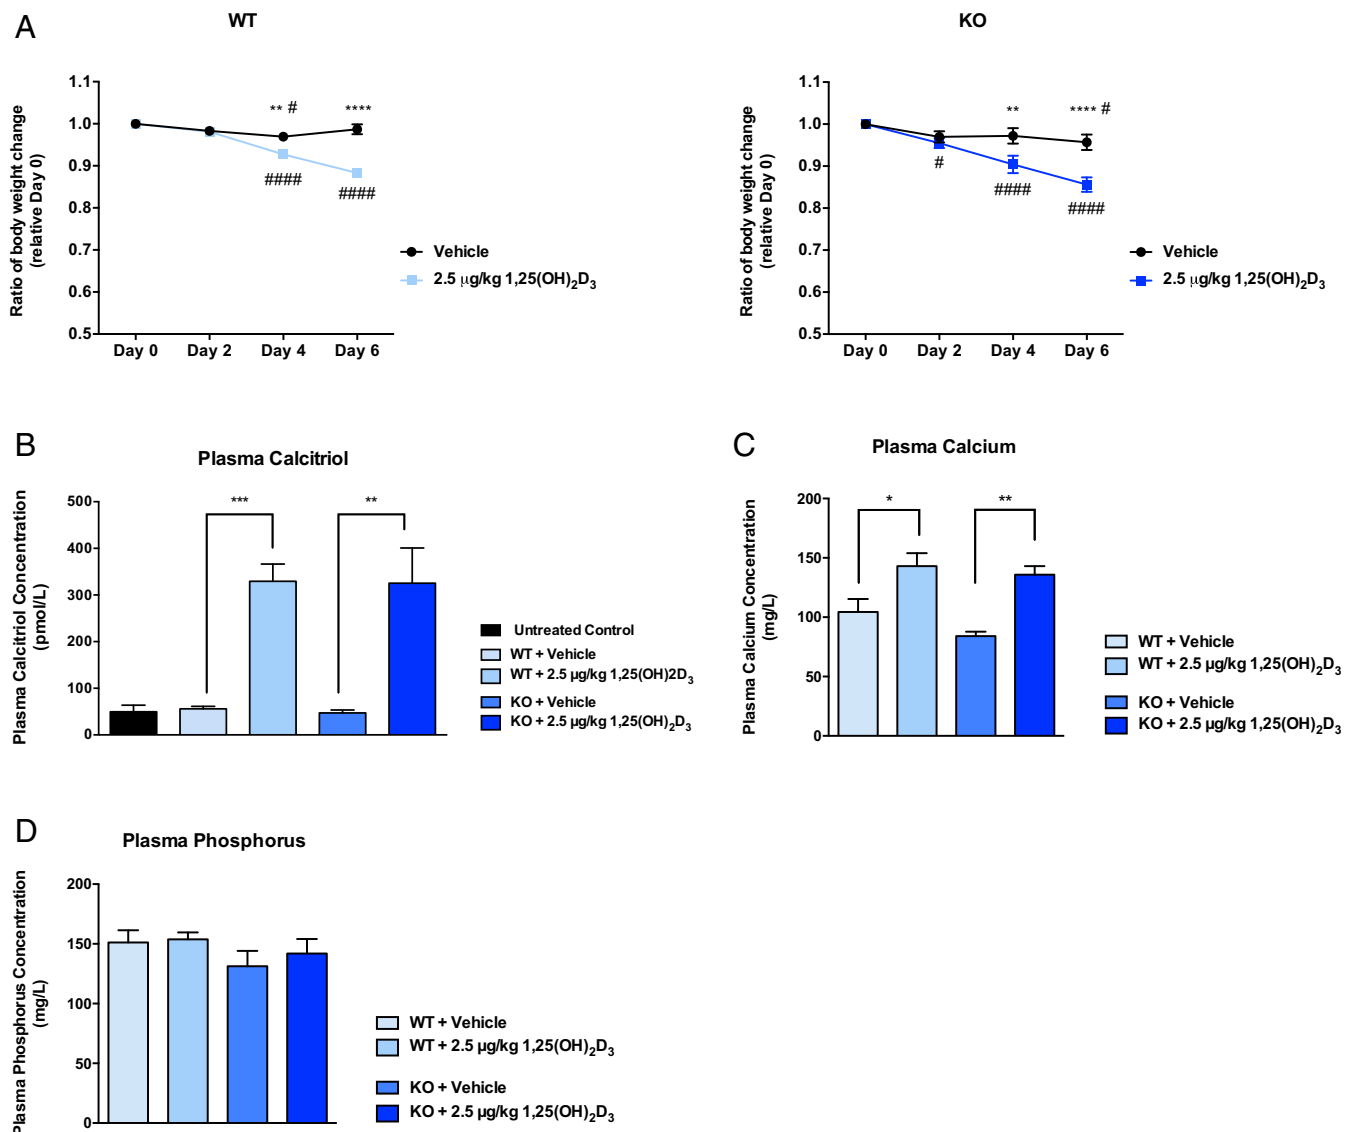 A
WT
Ratio of body weight change
(relative Day 0)
1.1
1.0
0.9
0.8
0.7
0.6
0.5
** #
****
####
####
Day 0 Day 2 Day 4 Day 6
Vehicle
2.5 μg/kg 1,25(OH)₂D₃
KO
Ratio of body weight change
(relative Day 0)
1.1
1.0
0.9
0.8
0.7
0.6
0.5
**
**** #
#
####
####
Day 0 Day 2 Day 4 Day 6
Vehicle
2.5 μg/kg 1,25(OH)₂D₃
B
Plasma Calcitriol
Plasma Calcitriol Concentration
(pmol/L)
500
400
300
200
100
0
***
**
Untreated Control
WT + Vehicle
WT + 2.5 μg/kg 1,25(OH)2D₃
KO + Vehicle
KO + 2.5 μg/kg 1,25(OH)₂D₃
C
Plasma Calcium
Plasma Calcium Concentration
(mg/L)
200
150
100
50
0
*
**
WT + Vehicle
WT + 2.5 μg/kg 1,25(OH)₂D₃
KO + Vehicle
KO + 2.5 μg/kg 1,25(OH)₂D₃
D
Plasma Phosphorus
Plasma Phosphorus Concentration
(mg/L)
200
150
100
50
0
WT + Vehicle
WT + 2.5 μg/kg 1,25(OH)₂D₃
KO + Vehicle
KO + 2.5 μg/kg 1,25(OH)₂D₃